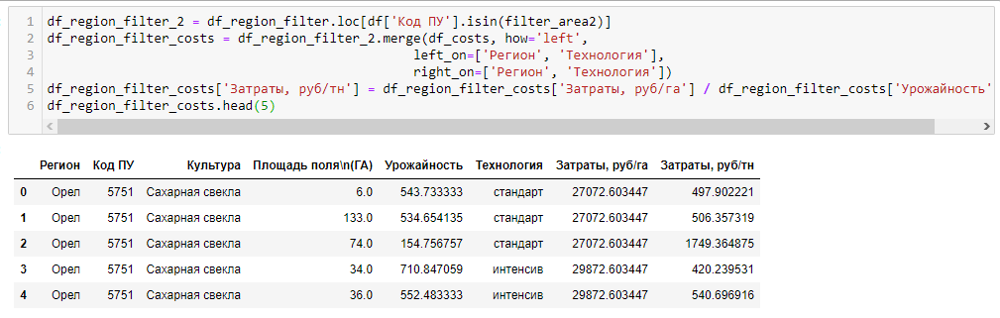 1 df_region_filter_2 = df_region_filter.loc[df['Код ПУ'].isin(filter_area2)]
2 df_region_filter_costs = df_region_filter_2.merge(df_costs, how='left',
3 left_on=['Регион', 'Технология'],
4 right_on=['Регион', 'Технология'])
5 df_region_filter_costs['Затраты, руб/тн'] = df_region_filter_costs['Затраты, руб/га'] / df_region_filter_costs['Урожайность'
6 df_region_filter_costs.head(5)
Регион Код ПУ Культура Площадь поля\n(ГА) Урожайность Технология Затраты, руб/га Затраты, руб/тн
0 Орел 5751 Сахарная свекла 6.0 543.733333 стандарт 27072.603447 497.902221
1 Орел 5751 Сахарная свекла 133.0 534.654135 стандарт 27072.603447 506.357319
2 Орел 5751 Сахарная свекла 74.0 154.756757 стандарт 27072.603447 1749.364875
3 Орел 5751 Сахарная свекла 34.0 710.847059 интенсив 29872.603447 420.239531
4 Орел 5751 Сахарная свекла 36.0 552.483333 интенсив 29872.603447 540.696916